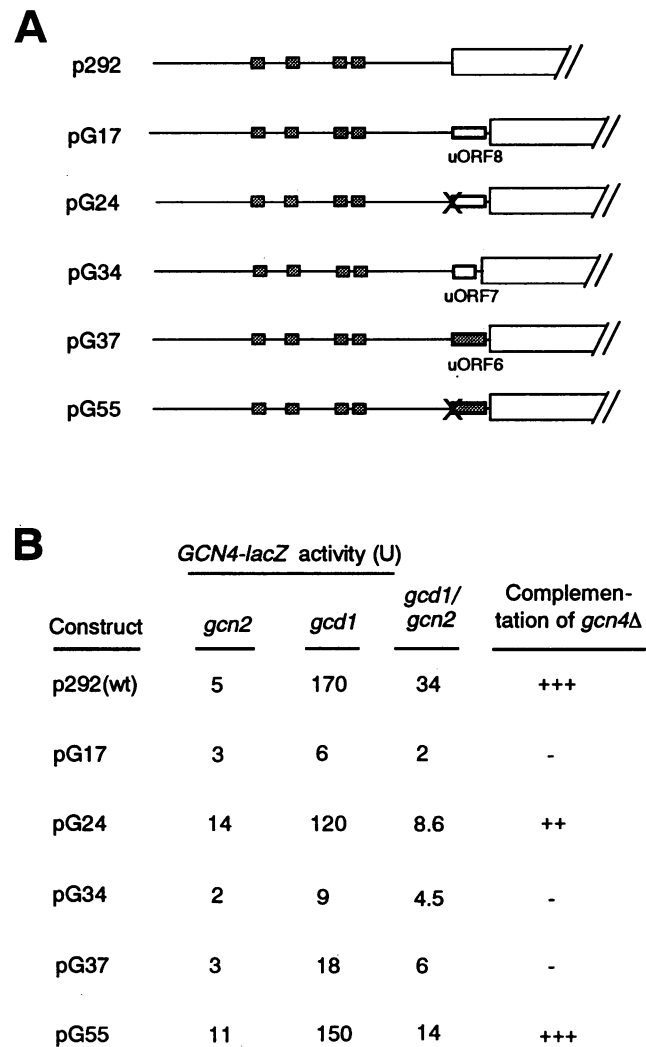 A
p292
pG17
uORF8
pG24
pG34
uORF7
pG37
uORF6
pG55
B
GCN4-lacZ activity (U)
Construct gcn2 gcd1 gcd1/ gcn2 Complemen- tation of gcn4Δ
p292(wt) 5 170 34 +++
pG17 3 6 2 -
pG24 14 120 8.6 ++
pG34 2 9 4.5 -
pG37 3 18 6 -
pG55 11 150 14 +++